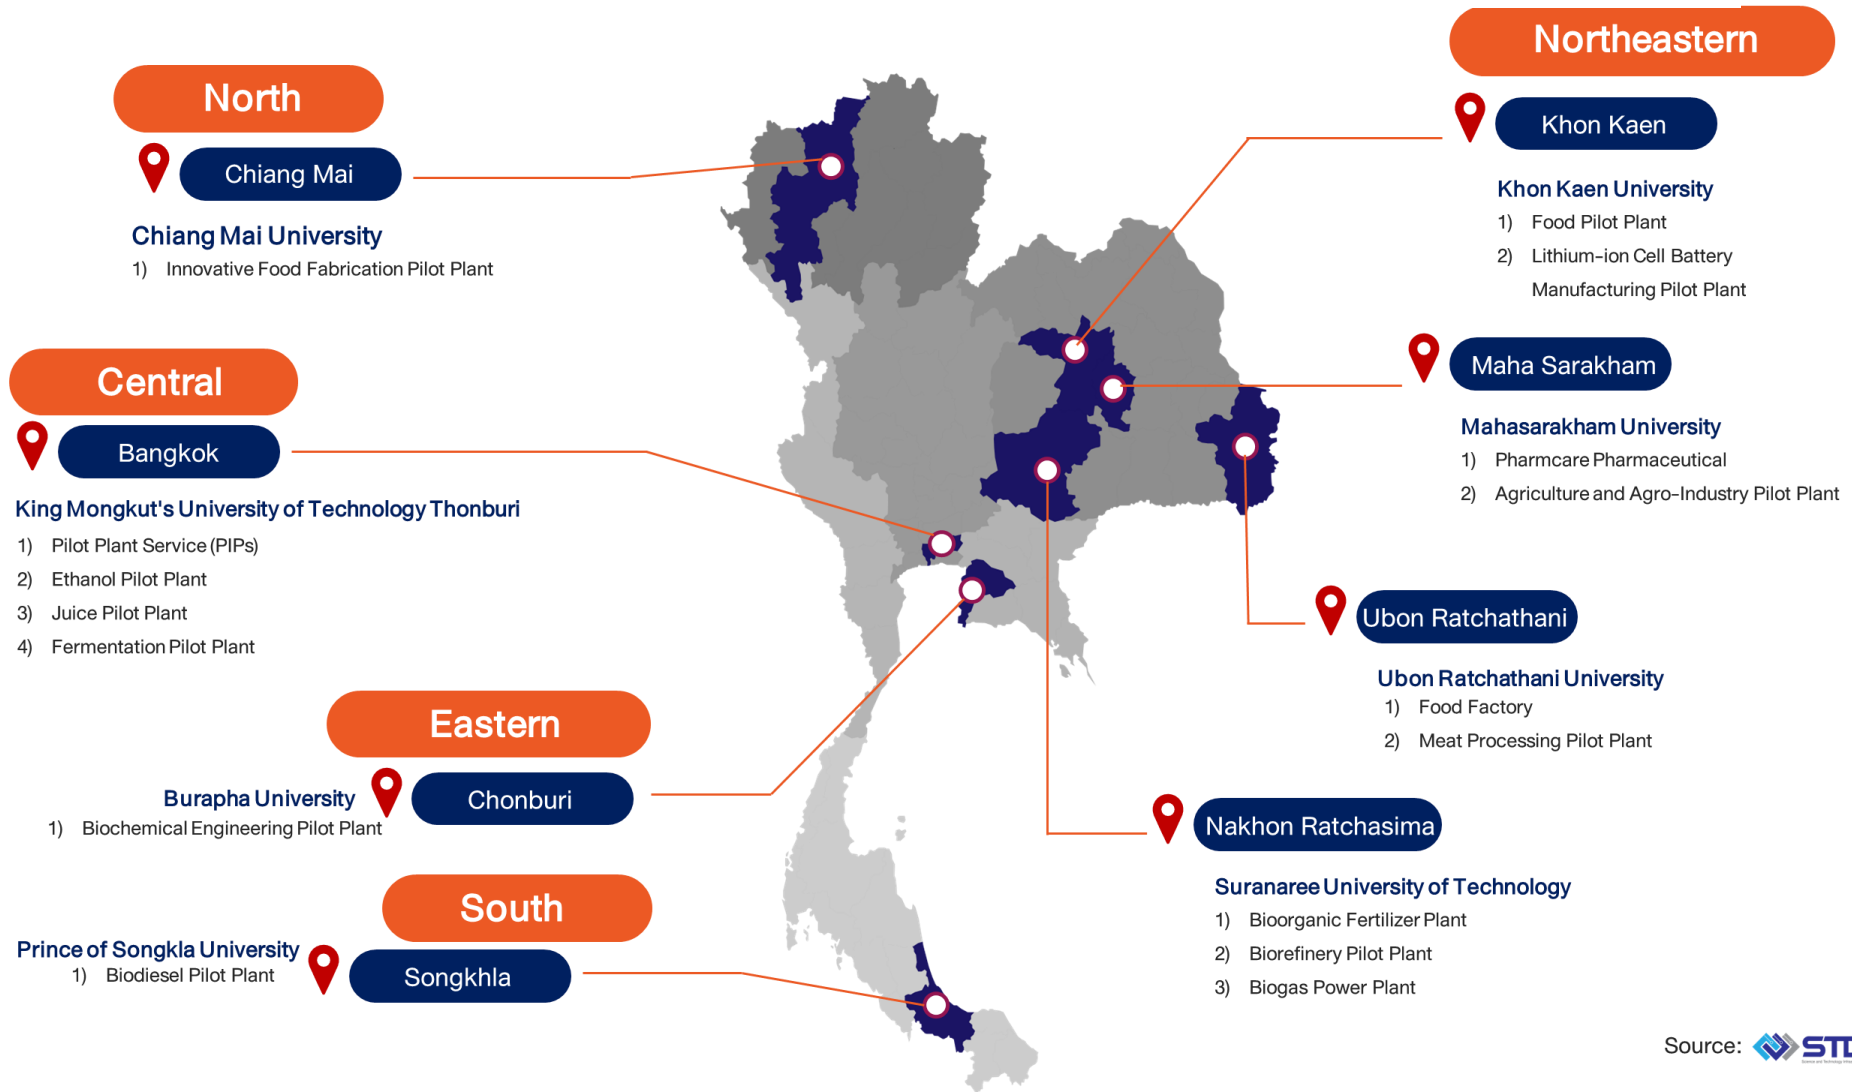 North
Chiang Mai
Chiang Mai University
1) Innovative Food Fabrication Pilot Plant
Central
Bangkok
King Mongkut's University of Technology Thonburi
1) Pilot Plant Service (PIPs)
2) Ethanol Pilot Plant
3) Juice Pilot Plant
4) Fermentation Pilot Plant
Eastern
Chonburi
Burapha University
1) Biochemical Engineering Pilot Plant
South
Songkhla
Prince of Songkla University
1) Biodiesel Pilot Plant
Northeastern
Khon Kaen
Khon Kaen University
1) Food Pilot Plant
2) Lithium-ion Cell Battery
Manufacturing Pilot Plant
Maha Sarakham
Mahasarakham University
1) Pharmcare Pharmaceutical
2) Agriculture and Agro-Industry Pilot Plant
Ubon Ratchathani
Ubon Ratchathani University
1) Food Factory
2) Meat Processing Pilot Plant
Nakhon Ratchasima
Suranaree University of Technology
1) Bioorganic Fertilizer Plant
2) Biorefinery Pilot Plant
3) Biogas Power Plant
Source: